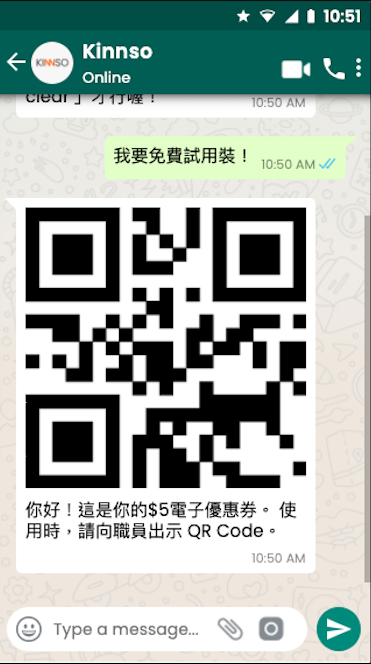 10:51
KINNSO
Kinnso
Online
clear 」才行喔！
10:50 AM
我要免費試用裝！
10:50 AM
你好！這是你的$5電子優惠券。 使
用時，請向職員出示 QR Code。
10:50 AM
Type a message...